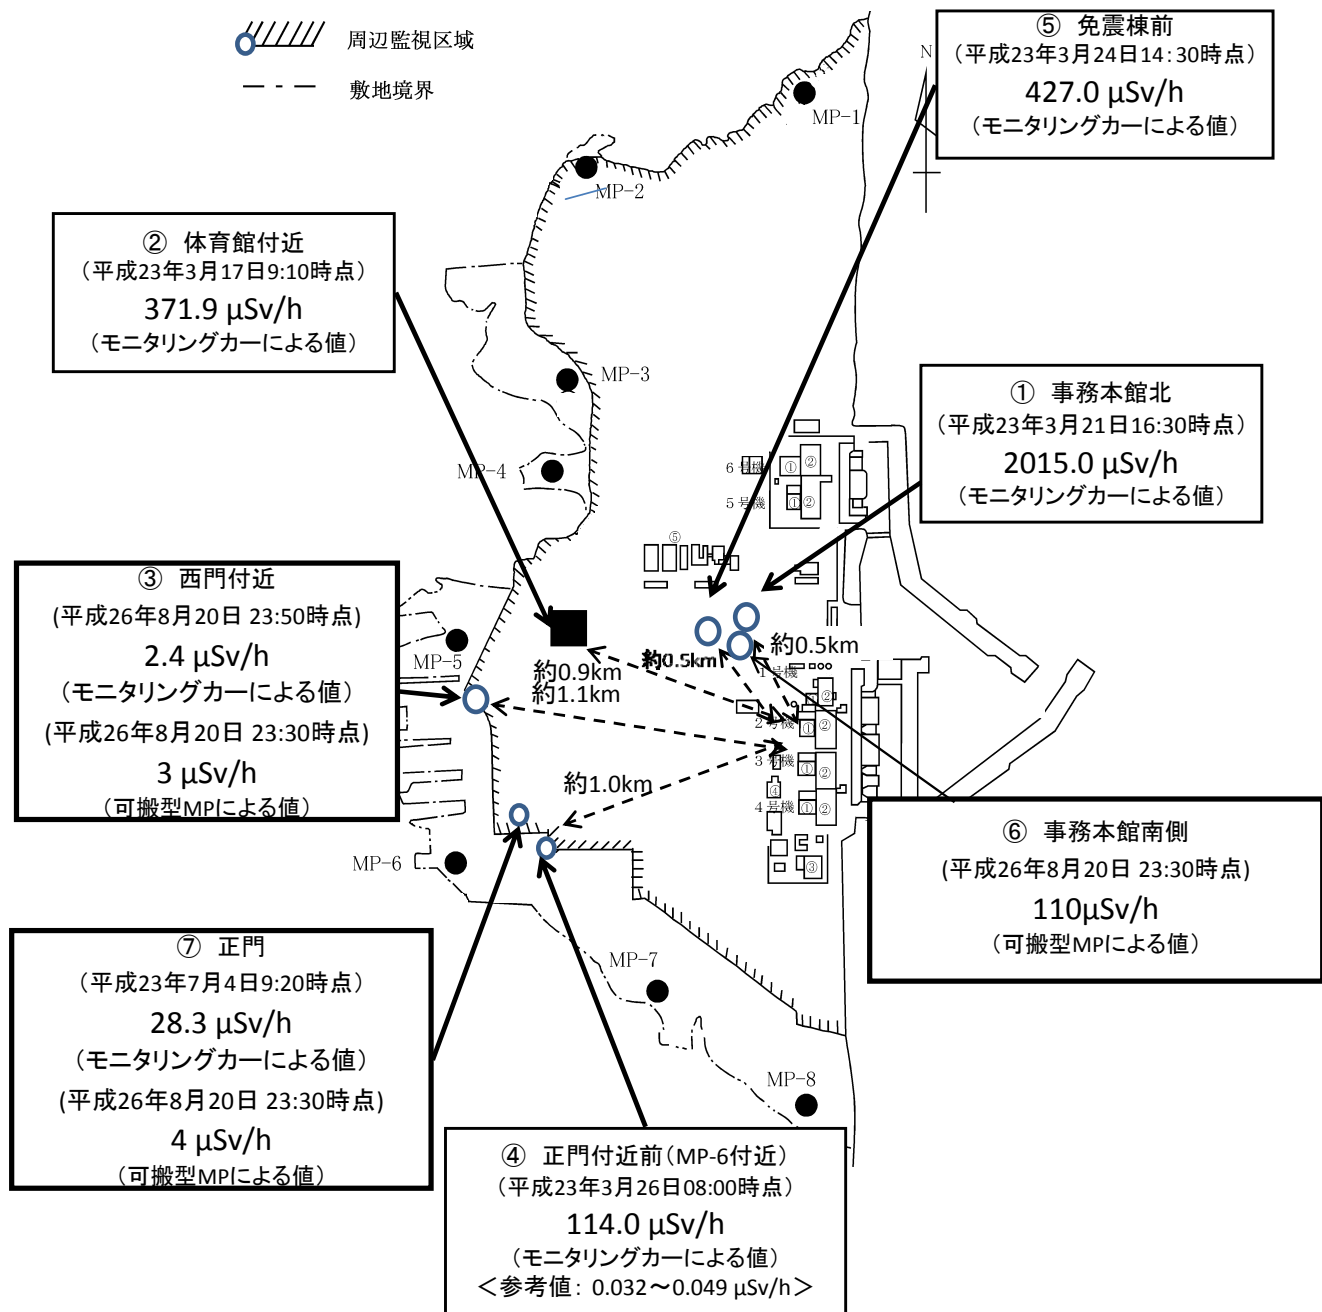 周辺監視区域
敷地境界
⑤ 免震棟前
（平成23年3月24日14：30時点）
427.0 μSv/h
（モニタリングカーによる値）
N
MP-1
MP-2
② 体育館付近
（平成23年3月17日9:10時点）
371.9 μSv/h
（モニタリングカーによる値）
MP-3
MP-4
① 事務本館北
（平成23年3月21日16:30時点）
2015.0 μSv/h
（モニタリングカーによる値）
6号機
① ②
5号機
① ②
⑤
③ 西門付近
(平成26年8月20日 23:50時点)
2.4 μSv/h
（モニタリングカーによる値）
(平成26年8月20日 23:30時点)
3 μSv/h
（可搬型MPによる値）
MP-5
約0.9km
約1.1km
約0.5km
約0.5km
約1.0km
1号機
②
2号機
① ②
3号機
① ②
④
4号機
① ②
③
MP-6
⑥ 事務本館南側
(平成26年8月20日 23:30時点)
110μSv/h
（可搬型MPによる値）
⑦ 正門
（平成23年7月4日9:20時点）
28.3 μSv/h
（モニタリングカーによる値）
(平成26年8月20日 23:30時点)
4 μSv/h
（可搬型MPによる値）
MP-7
MP-8
④ 正門付近前（MP-6付近）
（平成23年3月26日08:00時点）
114.0 μSv/h
（モニタリングカーによる値）
＜参考値： 0.032～0.049 μSv/h＞